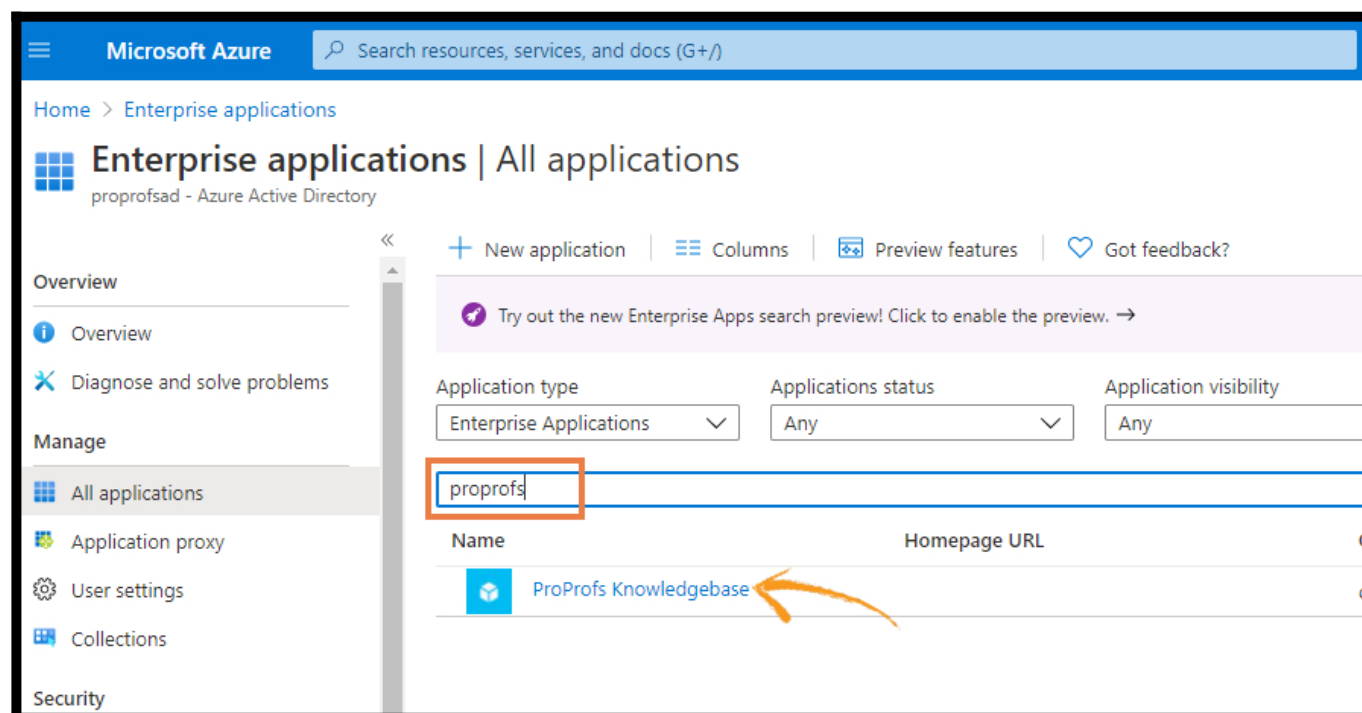 Microsoft Azure
Search resources, services, and docs (G+/)
Home > Enterprise applications
Enterprise applications | All applications
proprofsad - Azure Active Directory
«
New application
Columns
Preview features
Got feedback?
Overview
Overview
Diagnose and solve problems
Manage
All applications
Application proxy
User settings
Collections
Security
Try out the new Enterprise Apps search preview! Click to enable the preview. →
Application type
Applications status
Application visibility
Enterprise Applications
Any
Any
proprofs
Name
Homepage URL
ProProfs Knowledgebase